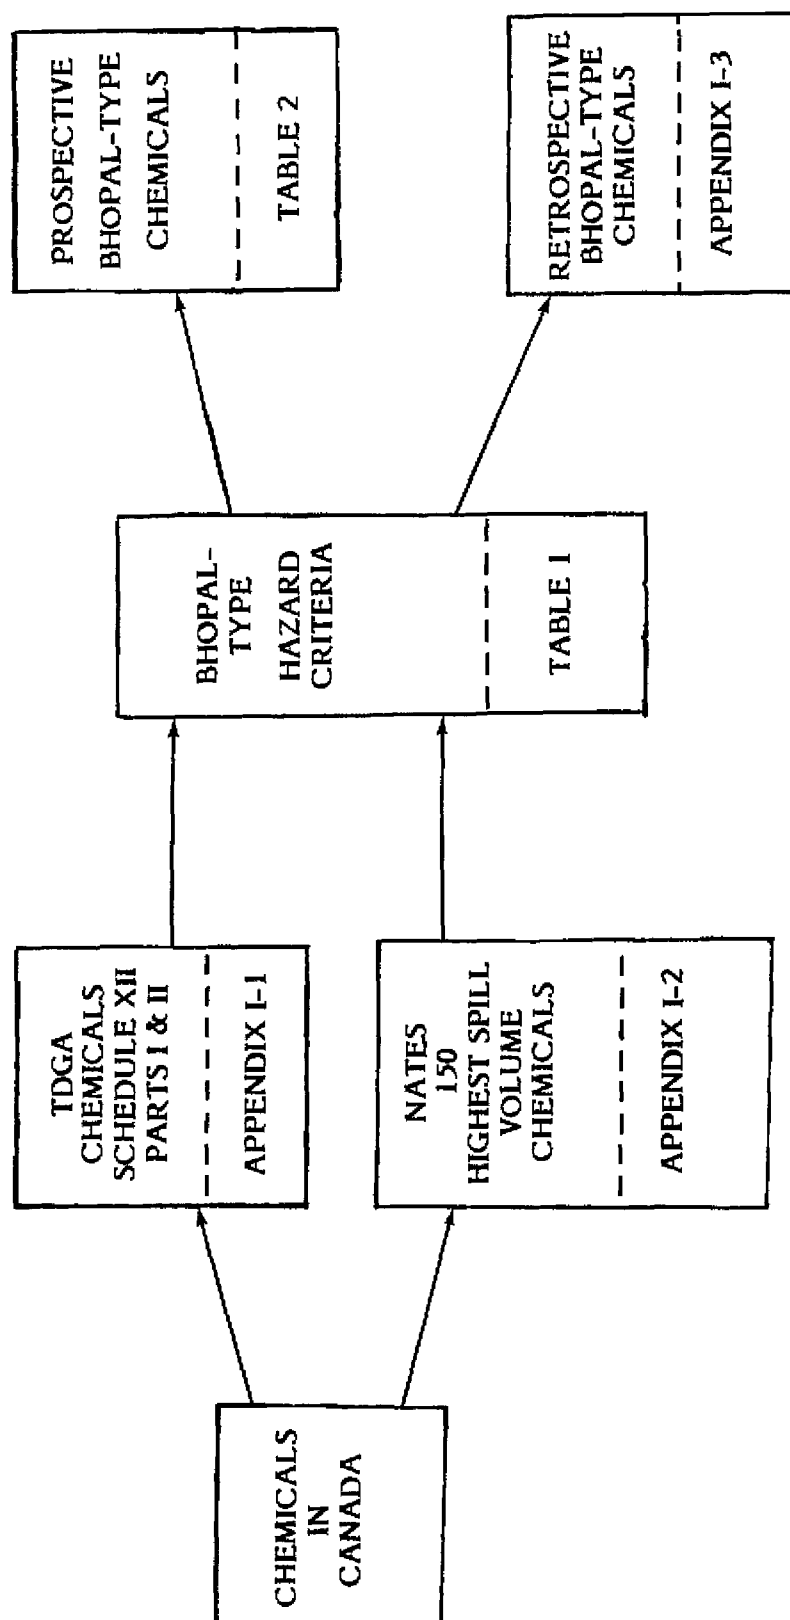 CHEMICALS
IN
CANADA
TDGA
CHEMICALS
SCHEDULE XII
PARTS I & II
APPENDIX I-1
NATES
150
HIGHEST SPILL
VOLUME
CHEMICALS
APPENDIX I-2
BHOPAL-
TYPE
HAZARD
CRITERIA
TABLE 1
PROSPECTIVE
BHOPAL-TYPE
CHEMICALS
TABLE 2
RETROSPECTIVE
BHOPAL-TYPE
CHEMICALS
APPENDIX I-3